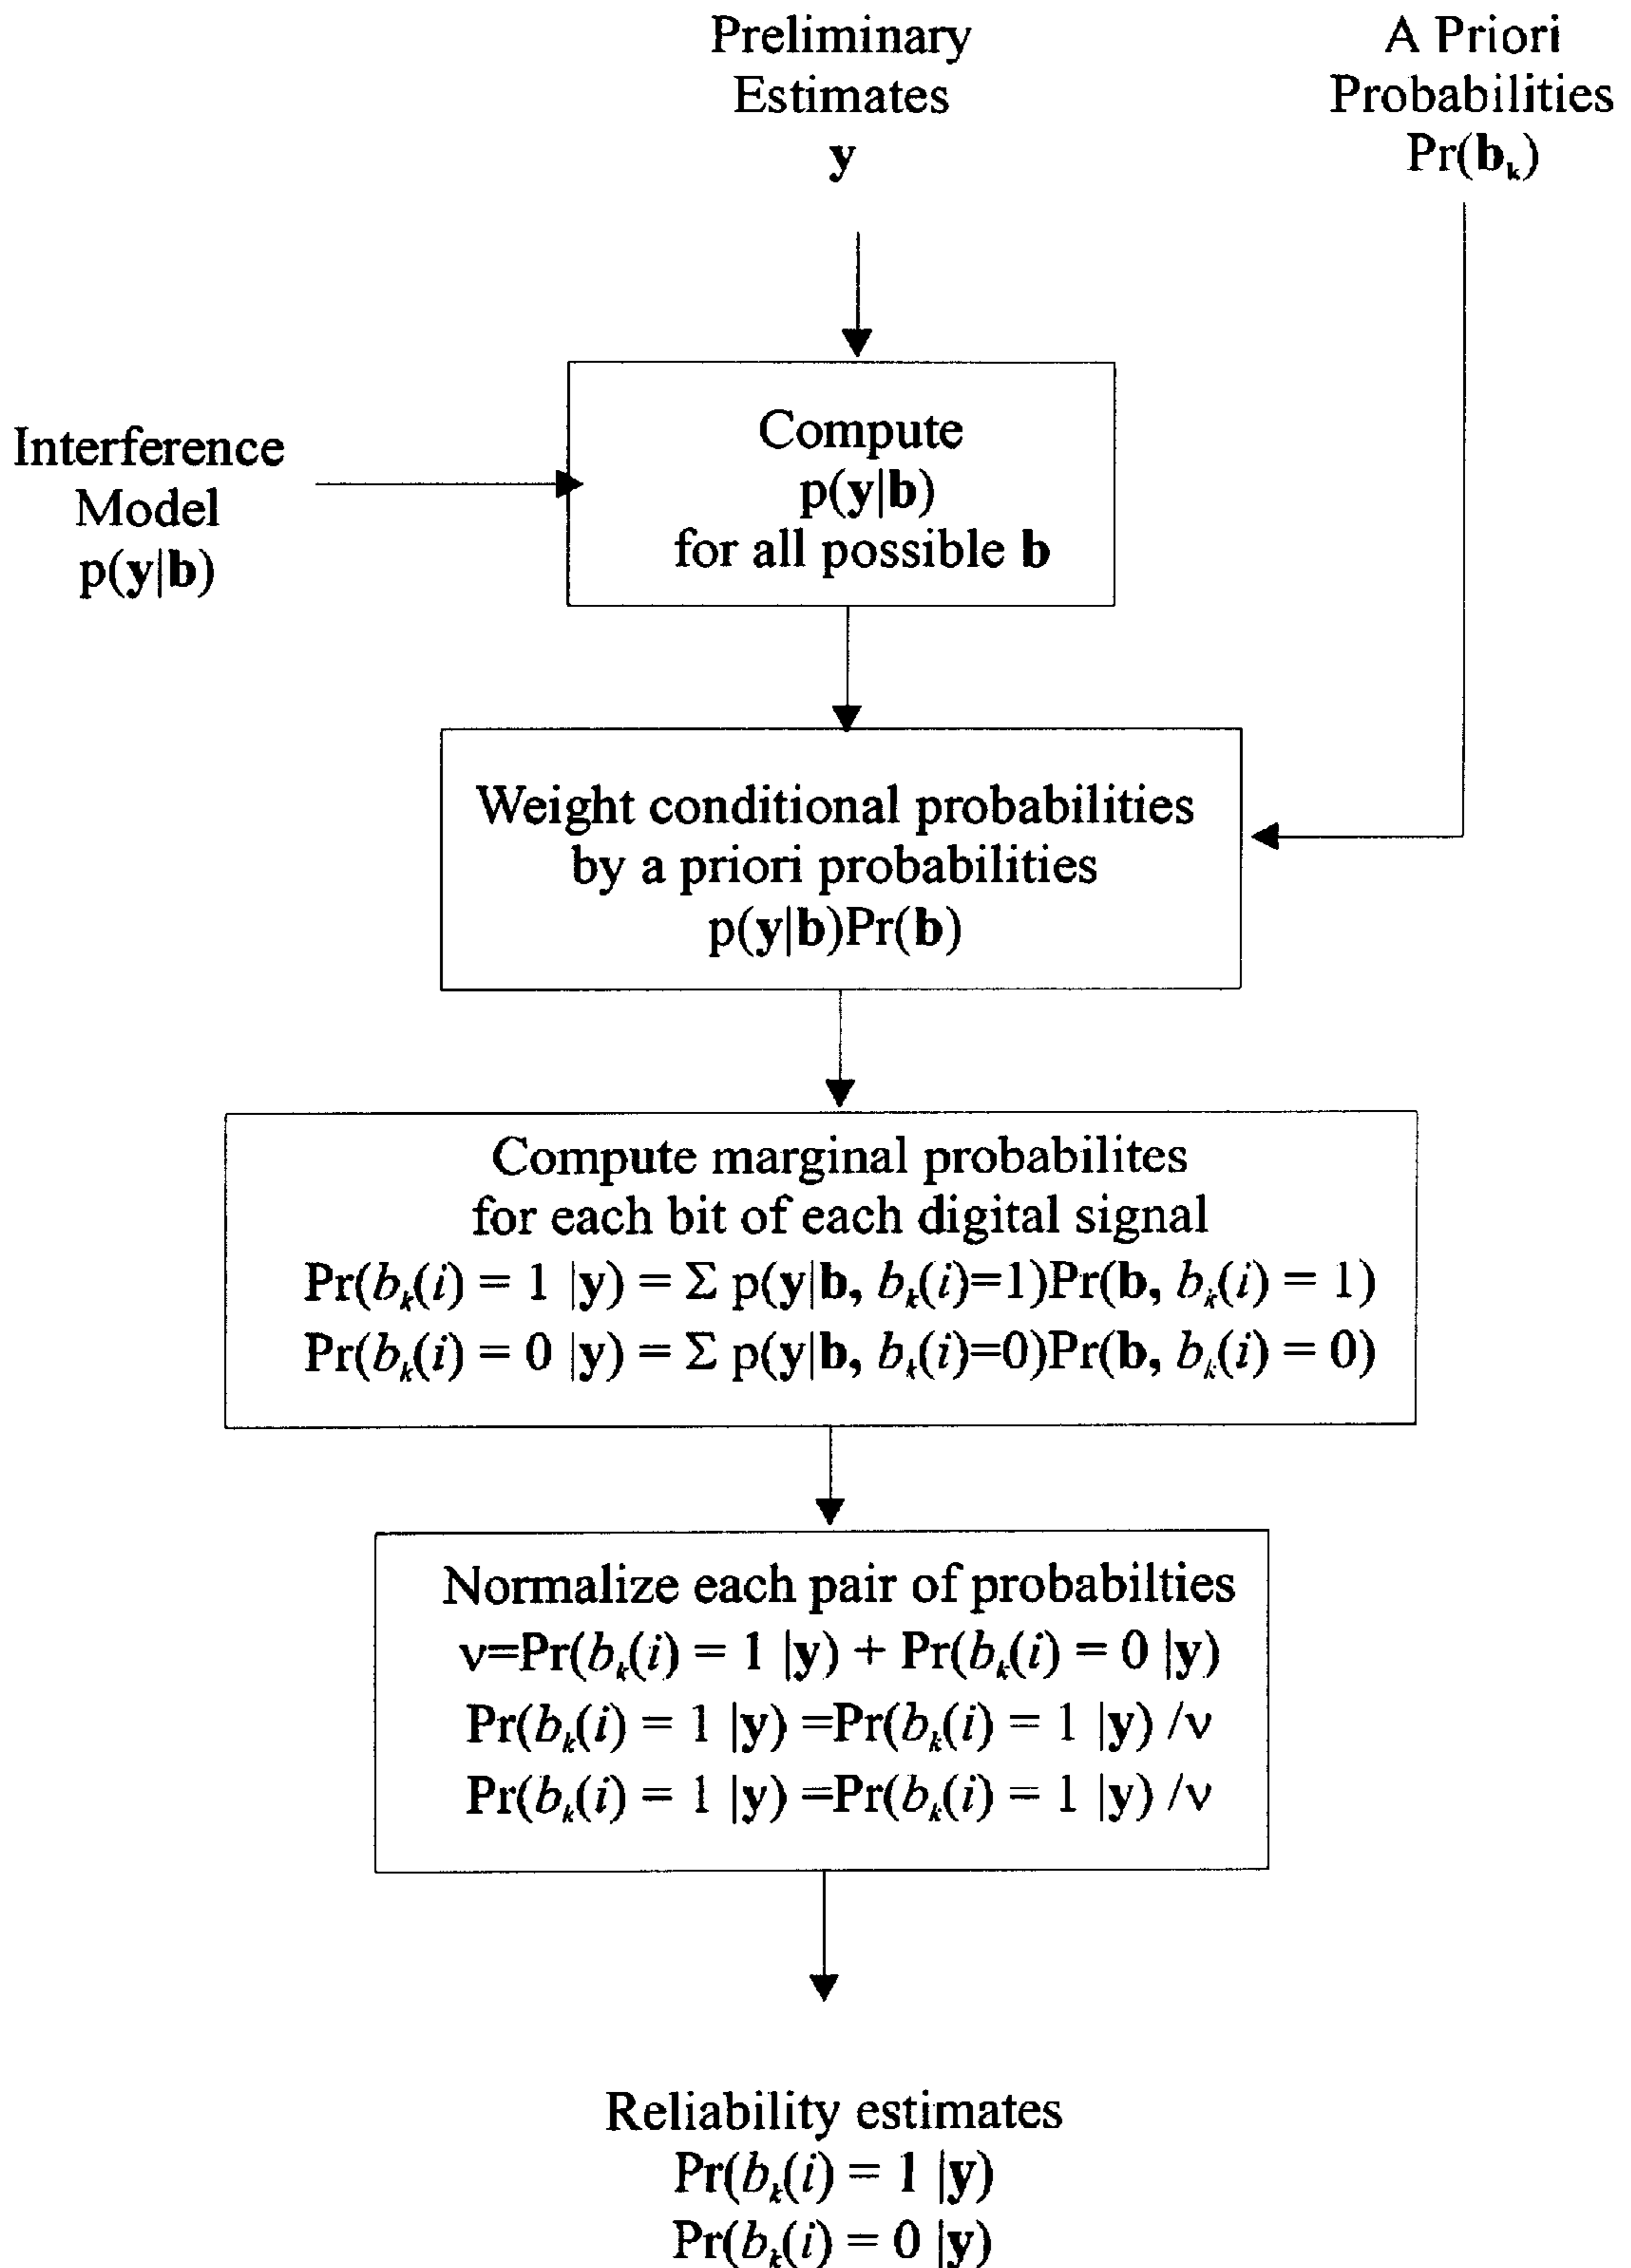 Preliminary
Estimates
y
A Priori
Probabilities
Pr(bₖ)
Interference
Model
p(y|b)
Compute
p(y|b)
for all possible b
Weight conditional probabilities
by a priori probabilities
p(y|b)Pr(b)
Compute marginal probabilites
for each bit of each digital signal
Pr(bₖ(i) = 1 |y) = Σ p(y|b, bₖ(i)=1)Pr(b, bₖ(i) = 1)
Pr(bₖ(i) = 0 |y) = Σ p(y|b, bₖ(i)=0)Pr(b, bₖ(i) = 0)
Normalize each pair of probabilties
ν=Pr(bₖ(i) = 1 |y) + Pr(bₖ(i) = 0 |y)
Pr(bₖ(i) = 1 |y) =Pr(bₖ(i) = 1 |y) /ν
Pr(bₖ(i) = 1 |y) =Pr(bₖ(i) = 1 |y) /ν
Reliability estimates
Pr(bₖ(i) = 1 |y)
Pr(bₖ(i) = 0 |y)